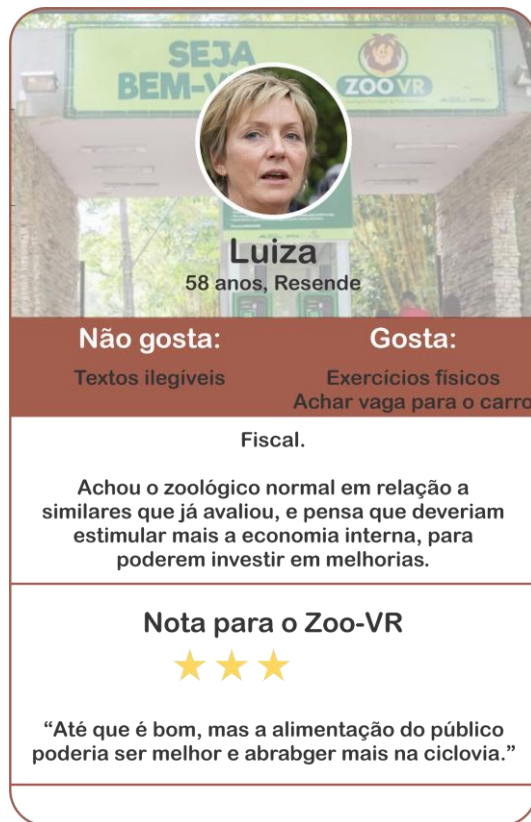 SEJA
BEM-V
ZOO VR
Luiza
58 anos, Resende
Não gosta:
Textos ilegíveis
Gosta:
Exercícios físicos
Achar vaga para o carro
Fiscal.
Achou o zoológico normal em relação a
similares que já avaliou, e pensa que deveriam
estimular mais a economia interna, para
poderem investir em melhorias.
Nota para o Zoo-VR
“Até que é bom, mas a alimentação do público
poderia ser melhor e abrabger mais na ciclovia.”